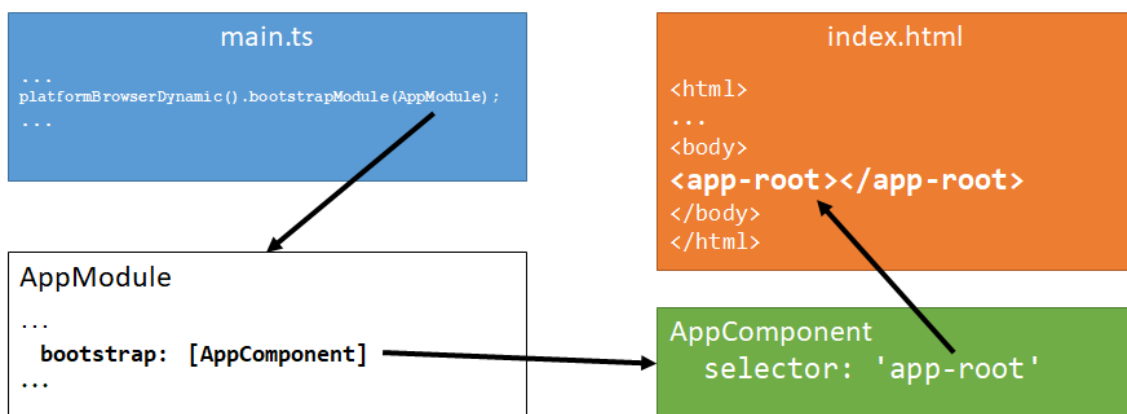 main.ts
...
platformBrowserDynamic().bootstrapModule(AppModule);
...
index.html
<html>
...
<body>
<app-root></app-root>
</body>
</html>
AppModule
...
bootstrap: [AppComponent]
...
AppComponent
selector: 'app-root'